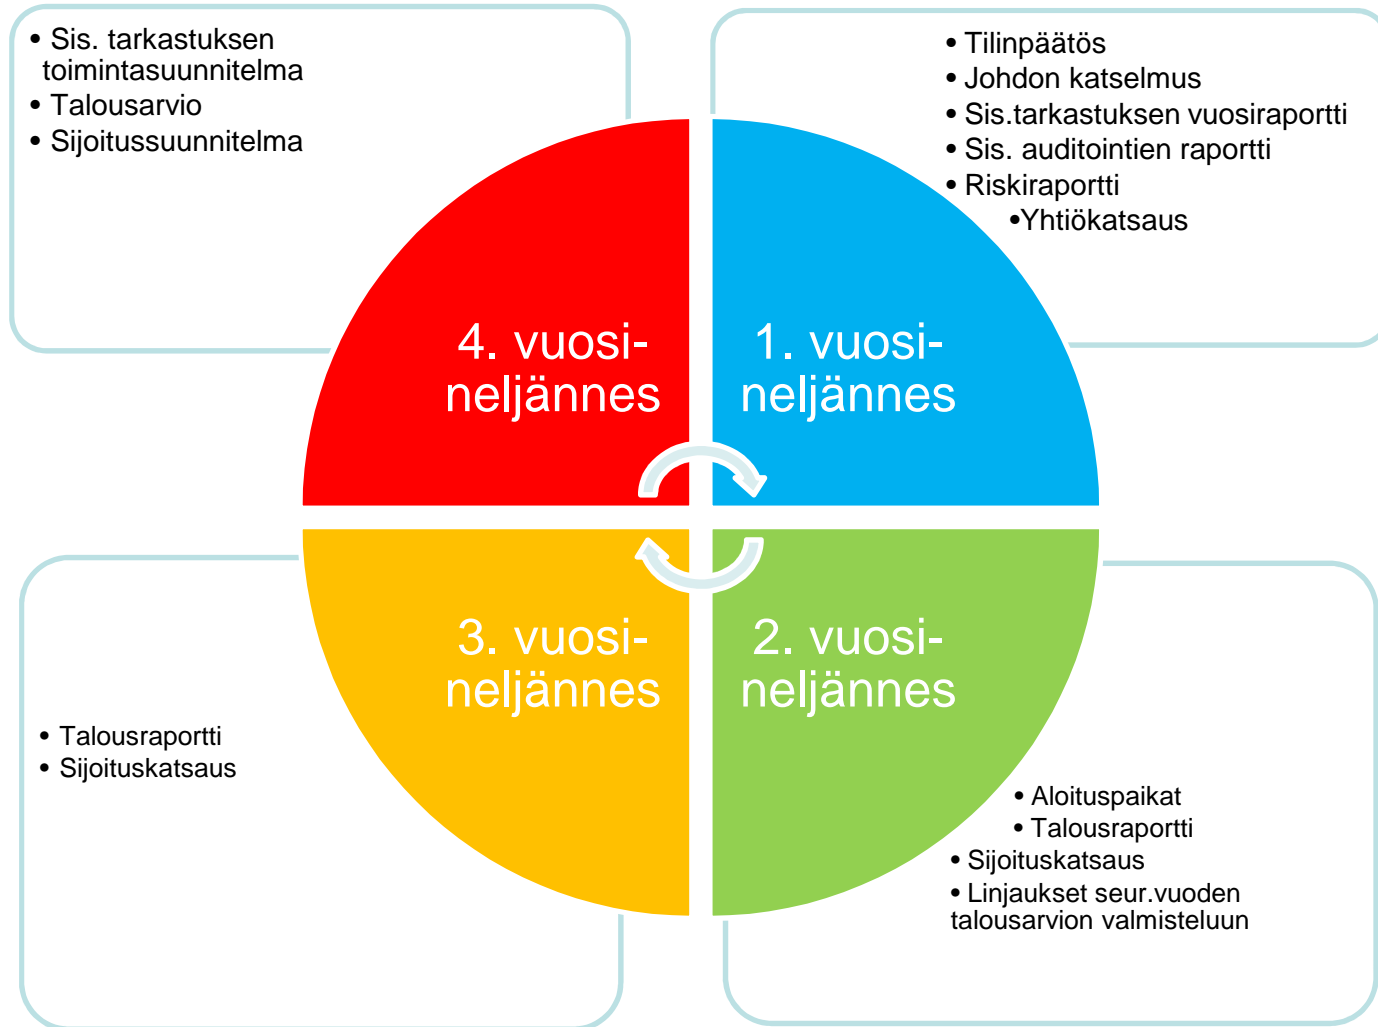 • Sis. tarkastuksen
toimintasuunnitelma
• Talousarvio
• Sijoitussuunnitelma
• Tilinpäätös
• Johdon katselmus
• Sis.tarkastuksen vuosiraportti
• Sis. auditointien raportti
• Riskiraportti
•Yhtiökatsaus
4. vuosi-
neljännes
1. vuosi-
neljännes
3. vuosi-
neljännes
2. vuosi-
neljännes
• Talousraportti
• Sijoituskatsaus
• Aloituspaikat
• Talousraportti
• Sijoituskatsaus
• Linjaukset seur.vuoden
talousarvion valmisteluun